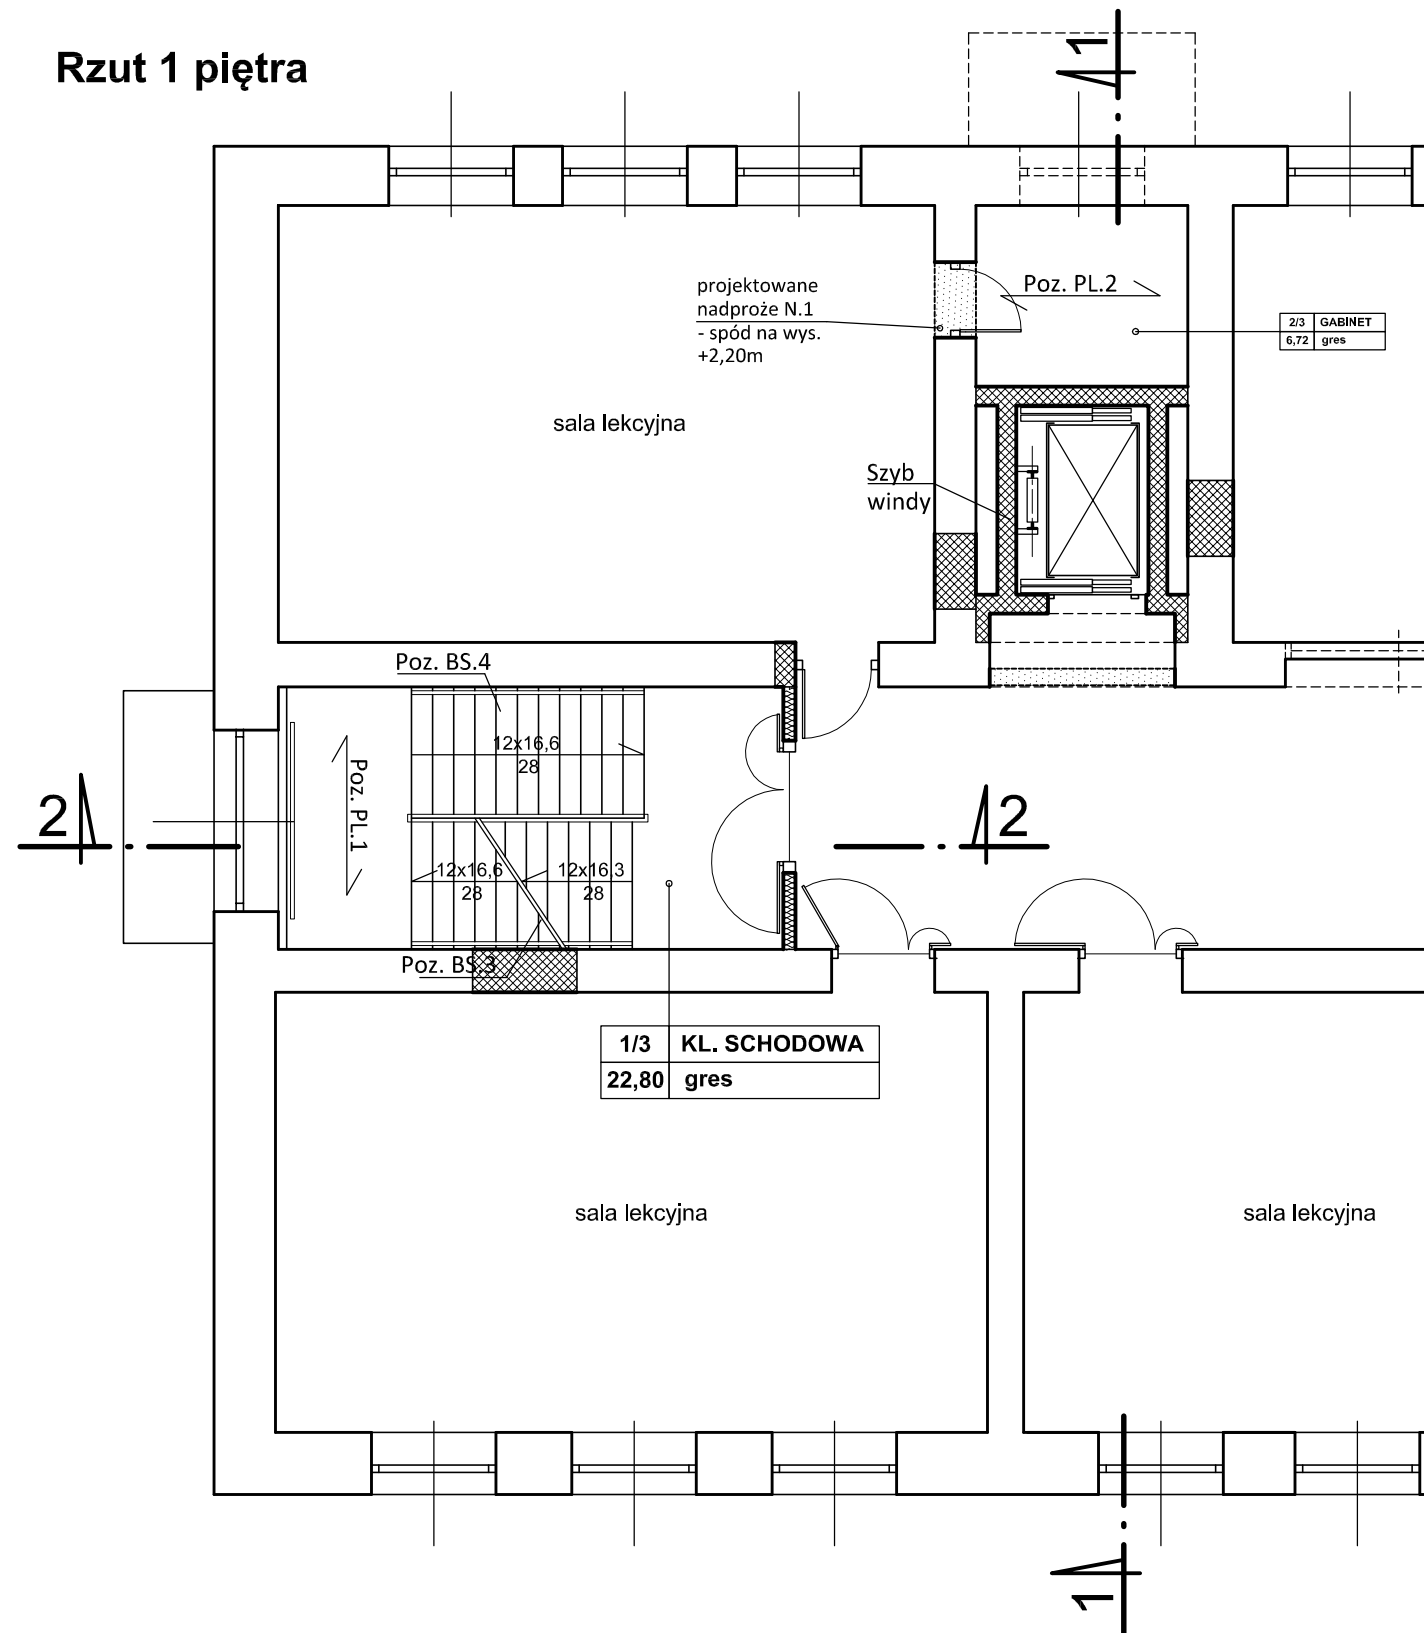 Rzut 1 piętra
1
projektowane
nadproże N.1
- spód na wys.
+2,20m
Poz. PL.2
2/3 GABINET
6,72 gres
sala lekcyjna
Szyb
windy
Poz. BS.4
12x16,6
28
Poz. PL.1
2
2
12x16,6
28
12x16,3
28
Poz. BS.3
1/3 KL. SCHODOWA
22,80 gres
sala lekcyjna
sala lekcyjna
1